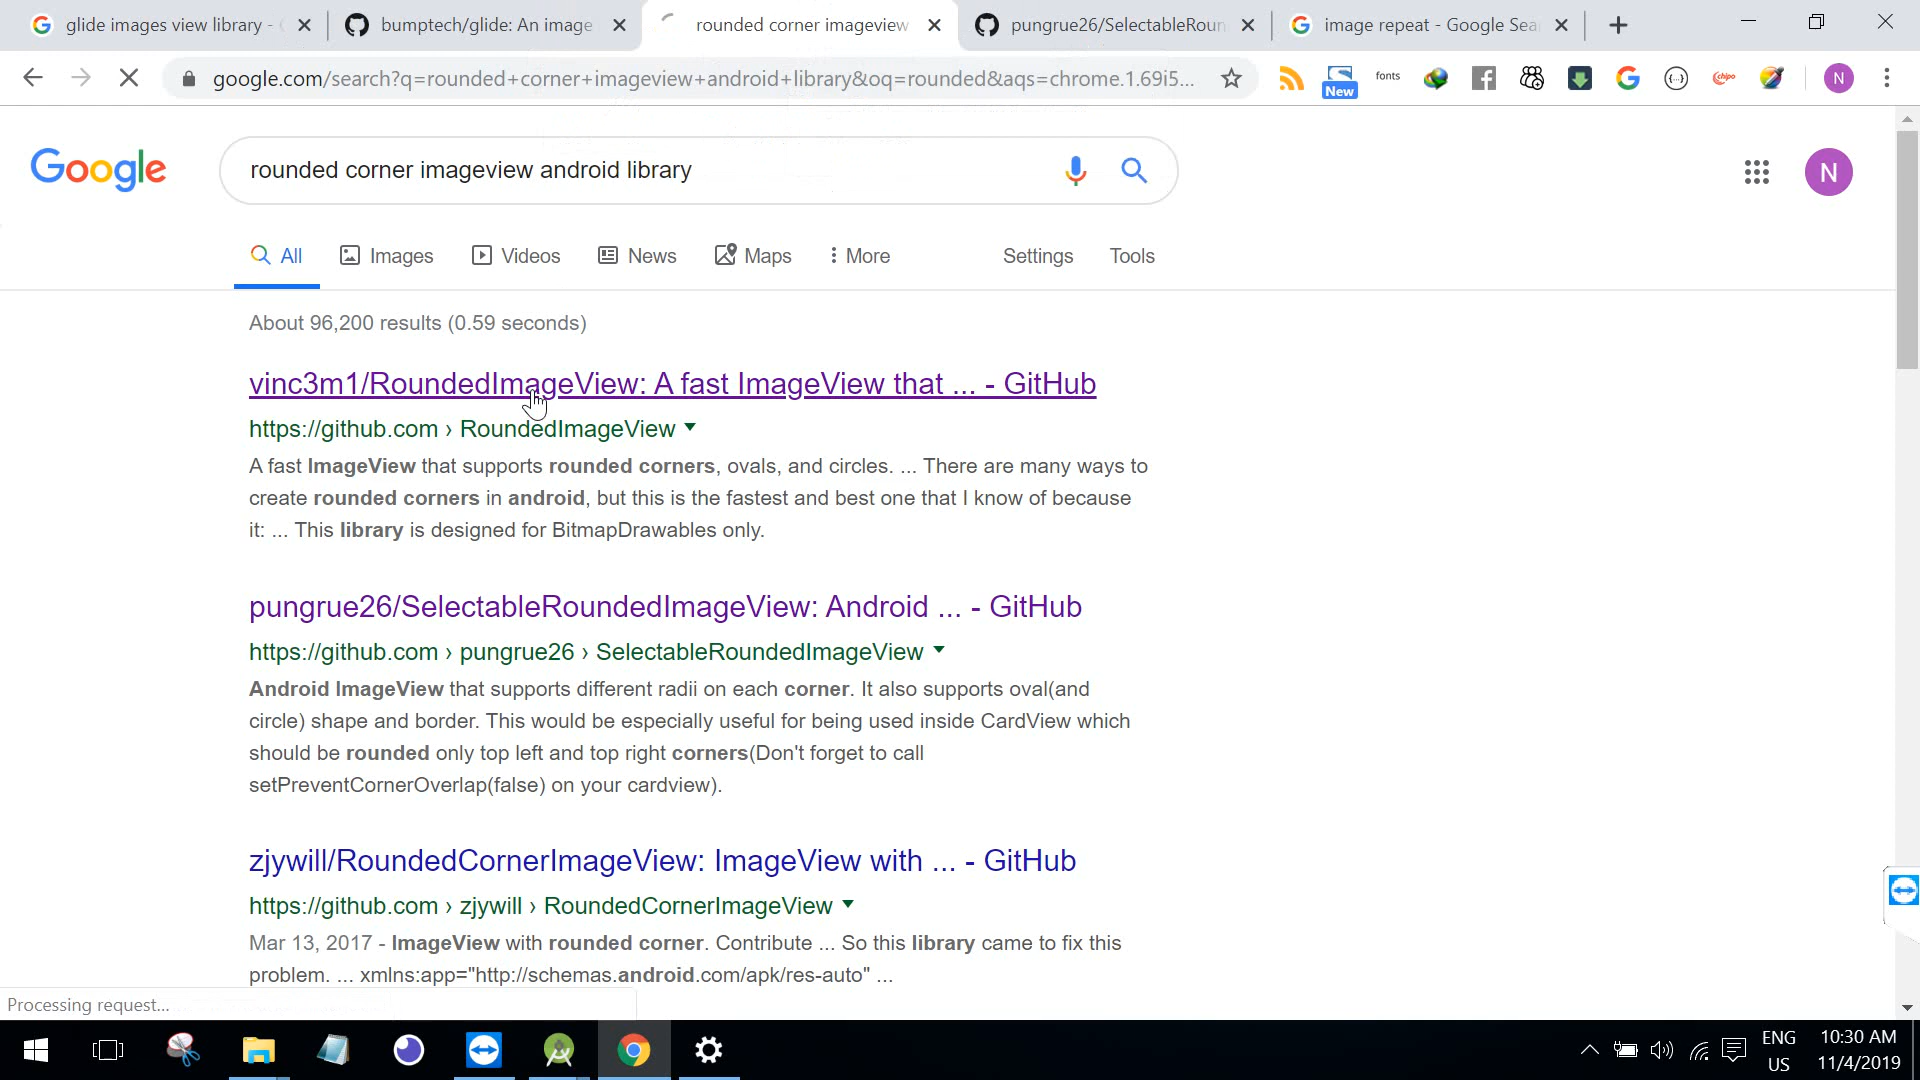 glide images view library -
bumptech/glide: An image
rounded corner imageview
pungrue26/SelectableRoun
image repeat - Google Sea
google.com/search?q=rounded+corner+imageview+android+library&oq=rounded&aqs=chrome.1.69i5...
New
fonts
{...}
chipo
N
Google
rounded corner imageview android library
N
All
Images
Videos
News
Maps
More
Settings
Tools
About 96,200 results (0.59 seconds)
vinc3m1/RoundedImageView: A fast ImageView that ... - GitHub
https://github.com › RoundedImageView
A fast ImageView that supports rounded corners, ovals, and circles. ... There are many ways to
create rounded corners in android, but this is the fastest and best one that I know of because
it: ... This library is designed for BitmapDrawables only.
pungrue26/SelectableRoundedImageView: Android ... - GitHub
https://github.com › pungrue26 › SelectableRoundedImageView
Android ImageView that supports different radii on each corner. It also supports oval(and
circle) shape and border. This would be especially useful for being used inside CardView which
should be rounded only top left and top right corners(Don't forget to call
setPreventCornerOverlap(false) on your cardview).
zjywill/RoundedCornerImageView: ImageView with ... - GitHub
https://github.com › zjywill › RoundedCornerImageView
Mar 13, 2017 - ImageView with rounded corner. Contribute ... So this library came to fix this
problem. ... xmlns:app="http://schemas.android.com/apk/res-auto" ...
Processing request...
ENG
US
10:30 AM
11/4/2019